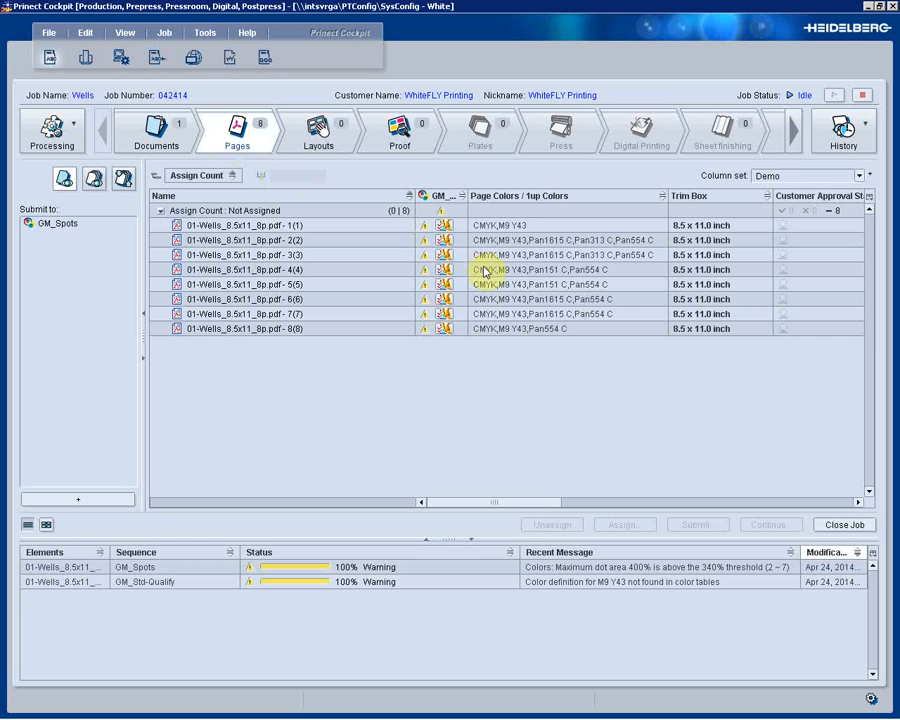 Prinect Cockpit [Production, Prepress, Pressroom, Digital, Postpress] - [\\intsvrga\PTConfig\SysConfig - White]
File Edit View Job Tools Help Prinect Cockpit
HEIDELBERG
Job Name: Wells Job Number: 042414 Customer Name: WhiteFLY Printing Nickname: WhiteFLY Printing Job Status: Idle
Processing Documents 1 Pages 8 Layouts 0 Proof 0 Plates 0 Press Digital Printing Sheet finishing 0 History
Assign Count Column set: Demo *
Submit to:
GM_Spots
+
Name GM_... Page Colors / 1up Colors Trim Box Customer Approval St
Assign Count : Not Assigned (0 | 8) 0 0 8
01-Wells_8.5x11_8p.pdf - 1(1) CMYK,M9 Y43 8.5 x 11.0 inch
01-Wells_8.5x11_8p.pdf - 2(2) CMYK,M9 Y43,Pan1615 C,Pan313 C,Pan554 C 8.5 x 11.0 inch
01-Wells_8.5x11_8p.pdf - 3(3) CMYK,M9 Y43,Pan1615 C,Pan313 C,Pan554 C 8.5 x 11.0 inch
01-Wells_8.5x11_8p.pdf - 4(4) CMYK,M9 Y43,Pan151 C,Pan554 C 8.5 x 11.0 inch
01-Wells_8.5x11_8p.pdf - 5(5) CMYK,M9 Y43,Pan151 C,Pan554 C 8.5 x 11.0 inch
01-Wells_8.5x11_8p.pdf - 6(6) CMYK,M9 Y43,Pan1615 C,Pan554 C 8.5 x 11.0 inch
01-Wells_8.5x11_8p.pdf - 7(7) CMYK,M9 Y43,Pan1615 C,Pan554 C 8.5 x 11.0 inch
01-Wells_8.5x11_8p.pdf - 8(8) CMYK,M9 Y43,Pan554 C 8.5 x 11.0 inch
Unassign Assign... Submit... Continue... Close Job
Elements Sequence Status Recent Message Modifica...
01-Wells_8.5x11_... GM_Spots 100% Warning Colors: Maximum dot area 400% is above the 340% threshold (2 ~ 7) Apr 24, 2014...
01-Wells_8.5x11_... GM_Std-Qualify 100% Warning Color definition for M9 Y43 not found in color tables Apr 24, 2014...